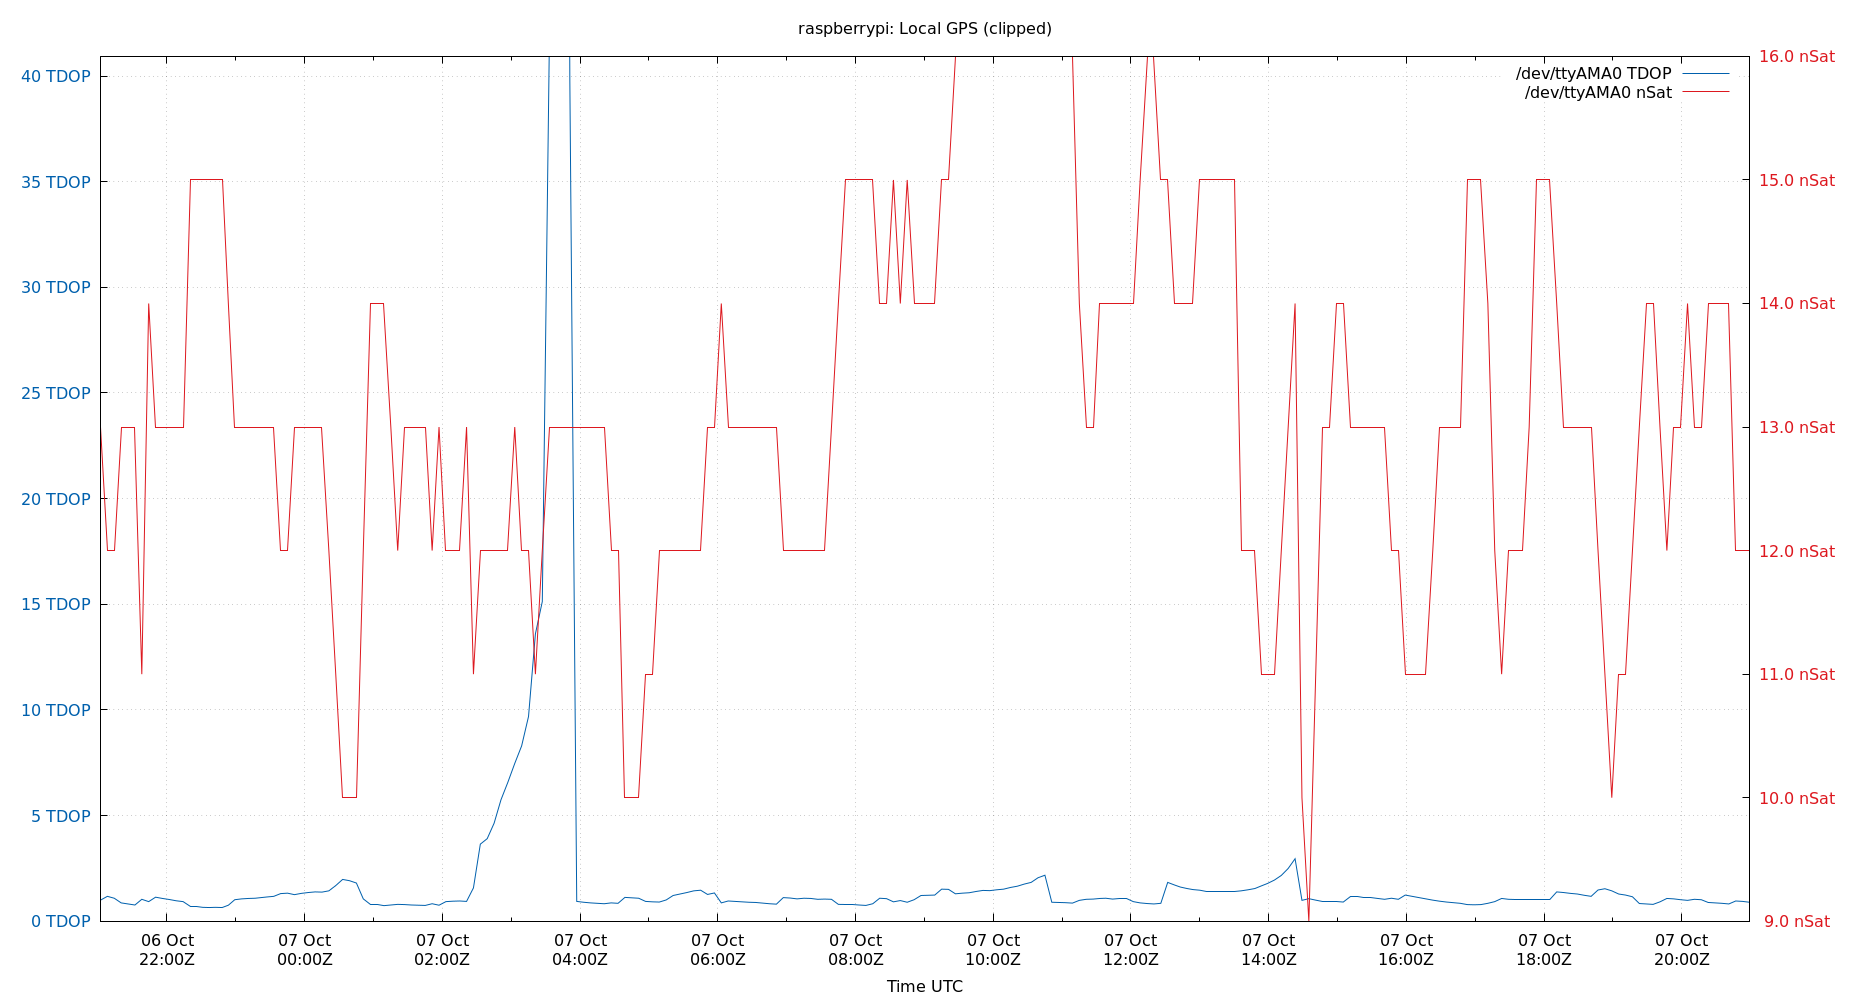 raspberrypi: Local GPS (clipped)
/dev/ttyAMA0 TDOP
/dev/ttyAMA0 nSat
40 TDOP
35 TDOP
30 TDOP
25 TDOP
20 TDOP
15 TDOP
10 TDOP
5 TDOP
0 TDOP
16.0 nSat
15.0 nSat
14.0 nSat
13.0 nSat
12.0 nSat
11.0 nSat
10.0 nSat
9.0 nSat
06 Oct
22:00Z
07 Oct
00:00Z
07 Oct
02:00Z
07 Oct
04:00Z
07 Oct
06:00Z
07 Oct
08:00Z
07 Oct
10:00Z
07 Oct
12:00Z
07 Oct
14:00Z
07 Oct
16:00Z
07 Oct
18:00Z
07 Oct
20:00Z
Time UTC